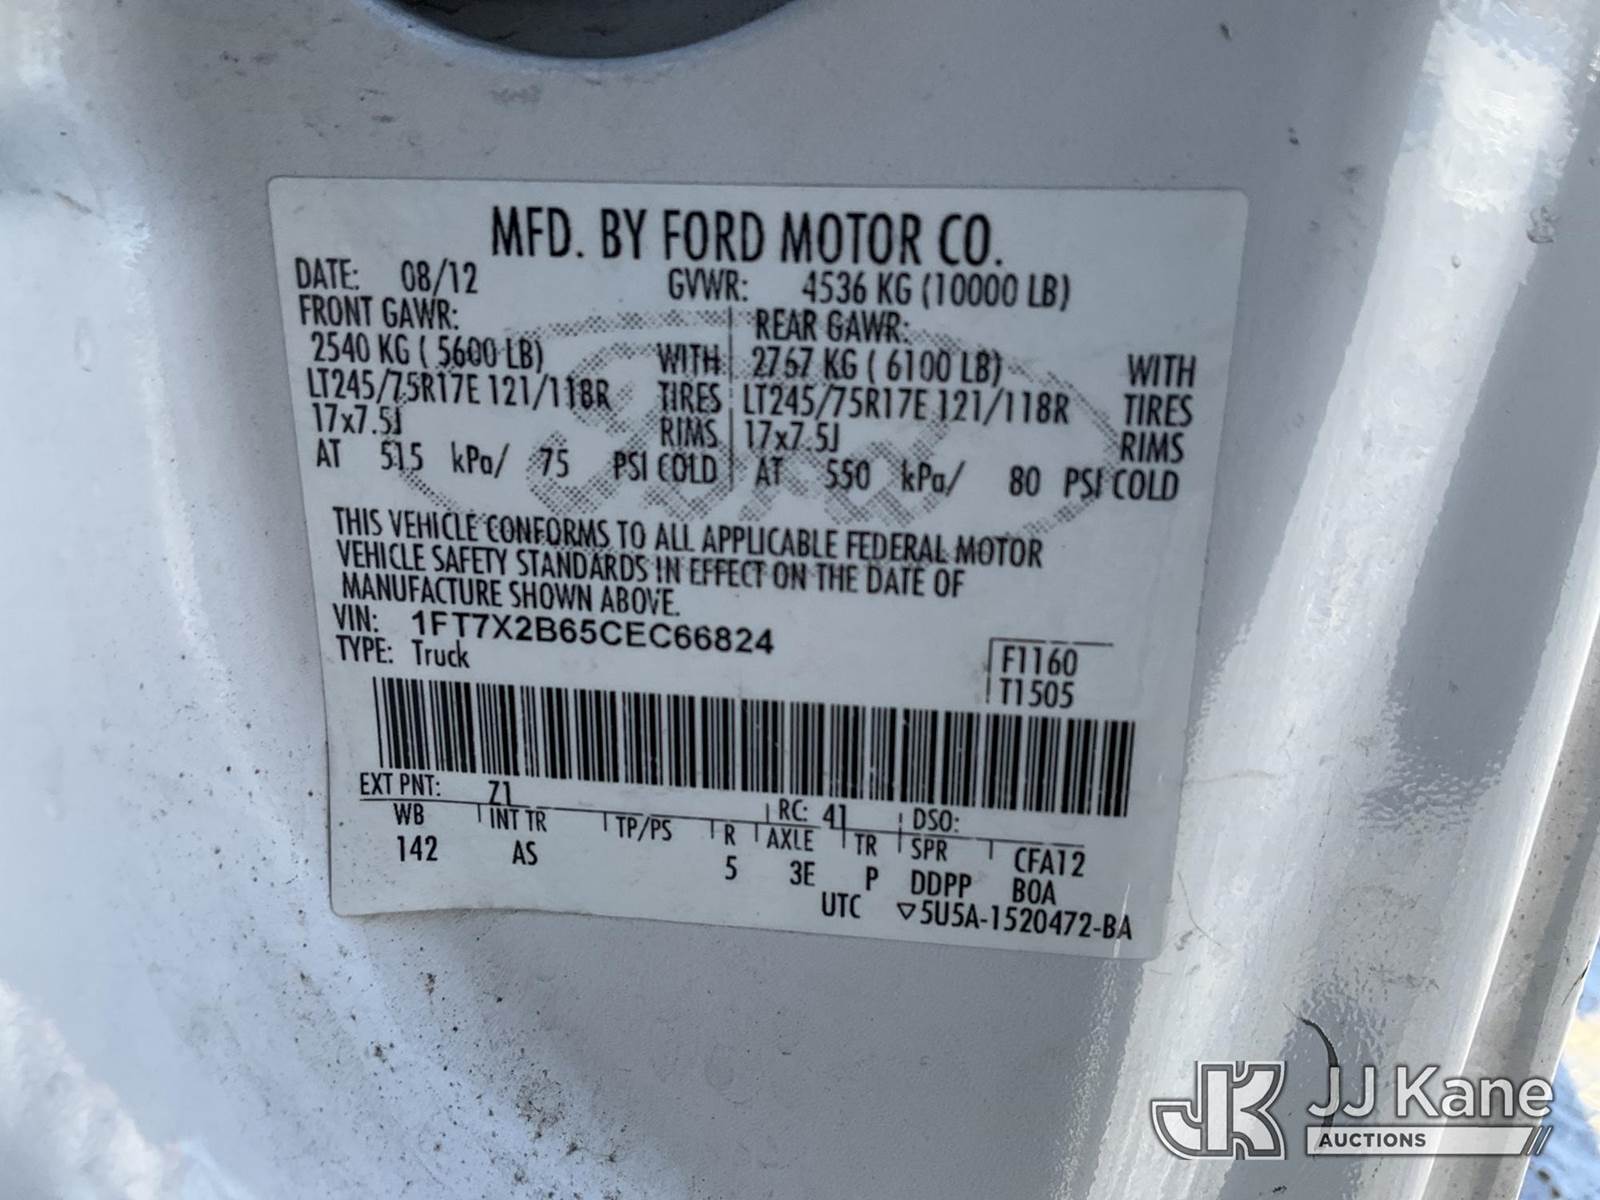 MFD. BY FORD MOTOR CO.
DATE: 08/12 GVWR: 4536 KG (10000 LB)
FRONT GAWR: REAR GAWR:
2540 KG ( 5600 LB) WITH 2767 KG ( 6100 LB) WITH
LT245/75R17E 121/118R TIRES LT245/75R17E 121/118R TIRES
17x7.5J RIMS 17x7.5J RIMS
AT 515 kPa/ 75 PSI COLD AT 550 kPa/ 80 PSI COLD
THIS VEHICLE CONFORMS TO ALL APPLICABLE FEDERAL MOTOR
VEHICLE SAFETY STANDARDS IN EFFECT ON THE DATE OF
MANUFACTURE SHOWN ABOVE.
VIN: 1FT7X2B65CEC66824
TYPE: Truck
F1160
T1505
EXT PNT: Z1 RC: 41 DSO:
WB INT TR TP/PS R AXLE TR SPR CFA12
142 AS 5 3E P DDPP BOA
UTC ▽5U5A-1520472-BA
Ford
JK JJ Kane
AUCTIONS